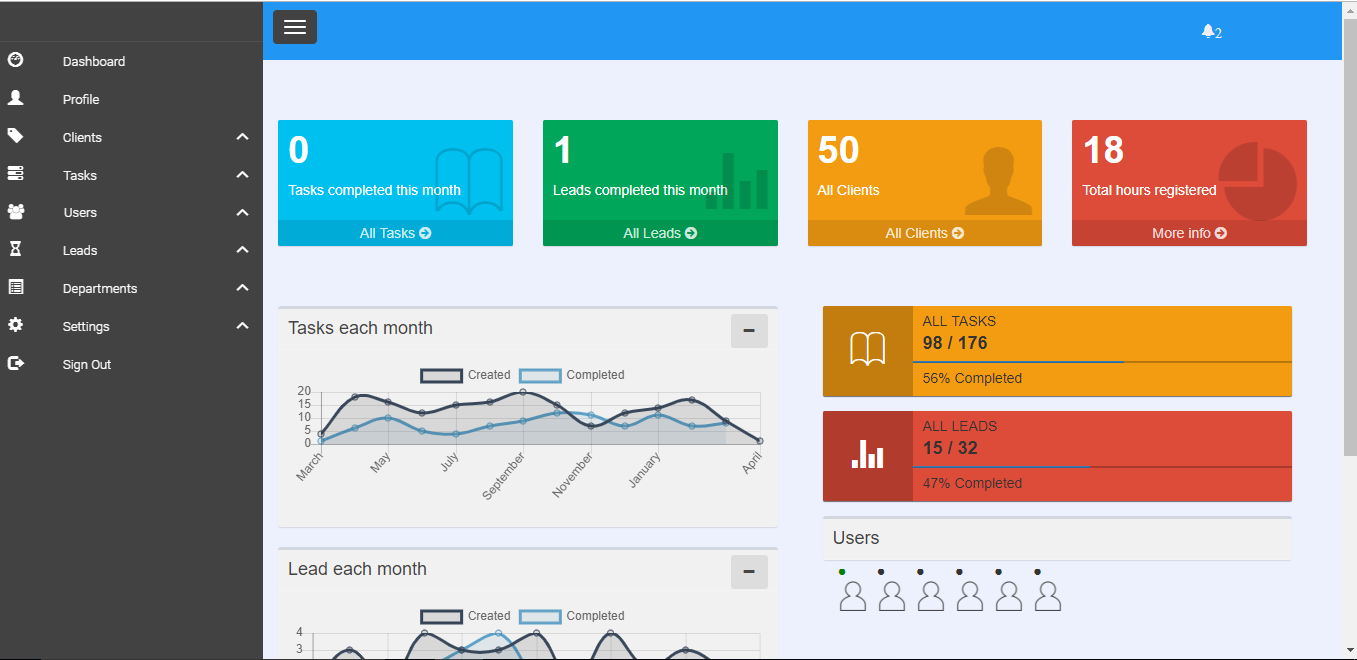 2
Dashboard
Profile
Clients
Tasks
Users
Leads
Departments
Settings
Sign Out
0
Tasks completed this month
All Tasks
1
Leads completed this month
All Leads
50
All Clients
All Clients
18
Total hours registered
More info
Tasks each month
Created Completed
20
15
10
5
0
March May July September November January April
ALL TASKS
98 / 176
56% Completed
ALL LEADS
15 / 32
47% Completed
Users
Lead each month
Created Completed
4
3